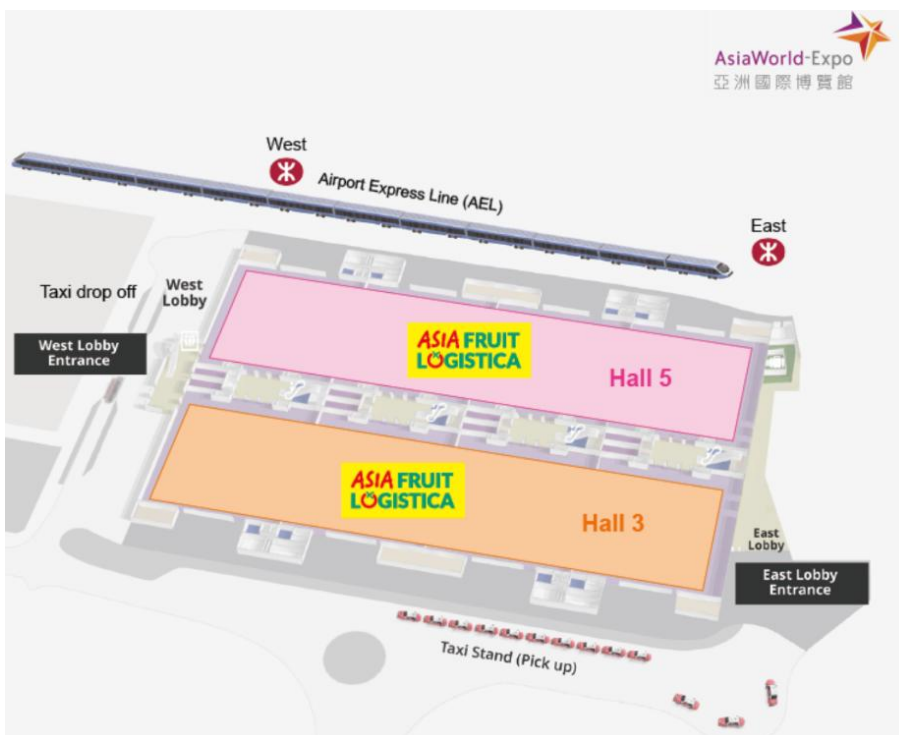 AsiaWorld-Expo
亞洲國際博覽館
West
Airport Express Line (AEL)
East
Taxi drop off
West
Lobby
West Lobby
Entrance
ASIA FRUIT
LOGISTICA
Hall 5
ASIA FRUIT
LOGISTICA
Hall 3
East
Lobby
East Lobby
Entrance
Taxi Stand (Pick up)